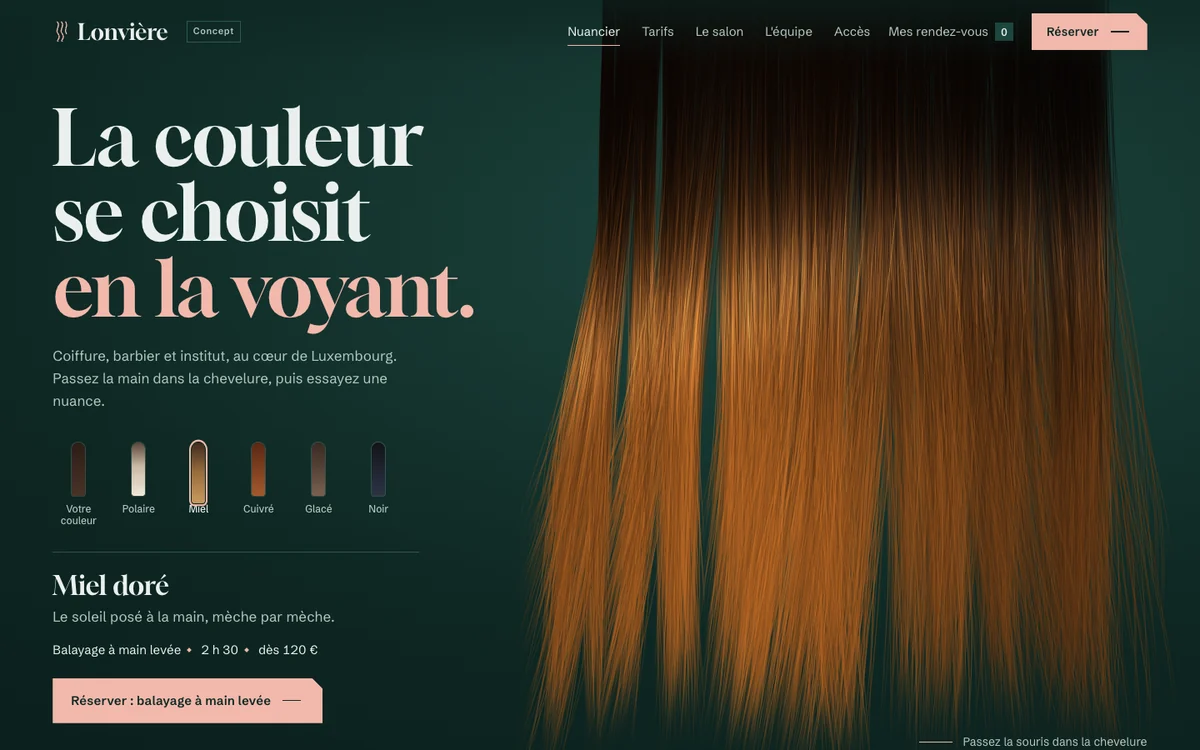 Lonvière
Concept
Nuancier Tarifs Le salon L'équipe Accès Mes rendez-vous 0 Réserver
La couleur
se choisit
en la voyant.
Coiffure, barbier et institut, au cœur de Luxembourg.
Passez la main dans la chevelure, puis essayez une
nuance.
Votre couleur
Polaire
Miel
Cuivré
Glacé
Noir
Miel doré
Le soleil posé à la main, mèche par mèche.
Balayage à main levée • 2 h 30 • dès 120 €
Réserver : balayage à main levée
Passez la souris dans la chevelure